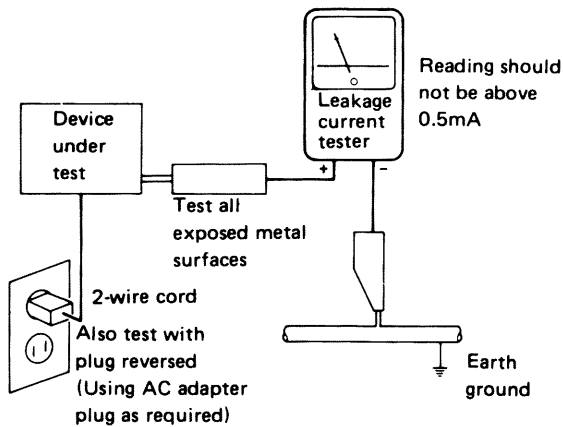 Reading should
not be above
0.5mA
Leakage
current
tester
+
-
Device
under
test
Test all
exposed metal
surfaces
2-wire cord
Also test with
plug reversed
(Using AC adapter
plug as required)
Earth
ground